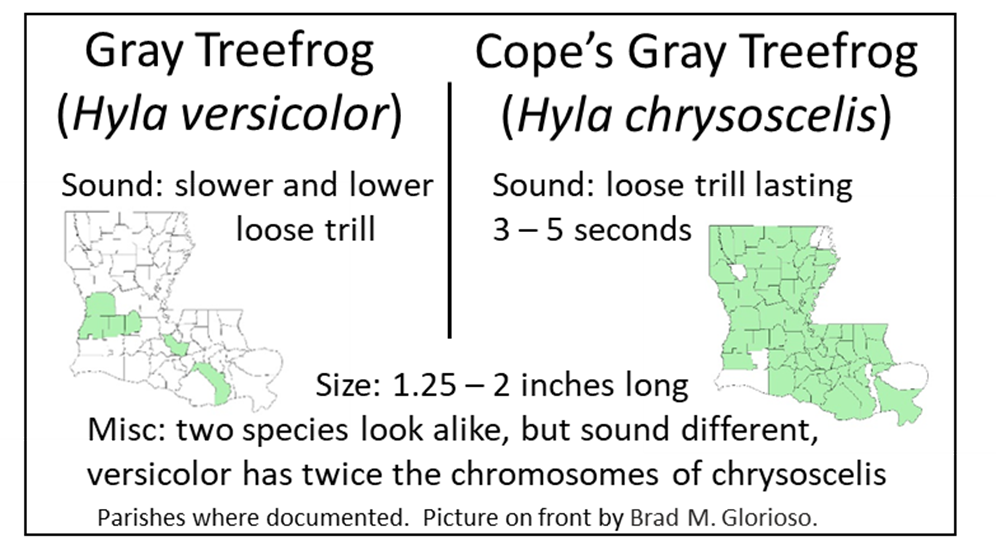 Gray Treefrog
(Hyla versicolor)
Sound: slower and lower
loose trill
Cope’s Gray Treefrog
(Hyla chrysoscelis)
Sound: loose trill lasting
3 – 5 seconds
Size: 1.25 – 2 inches long
Misc: two species look alike, but sound different,
versicolor has twice the chromosomes of chrysoscelis
Parishes where documented.  Picture on front by Brad M. Glorioso.